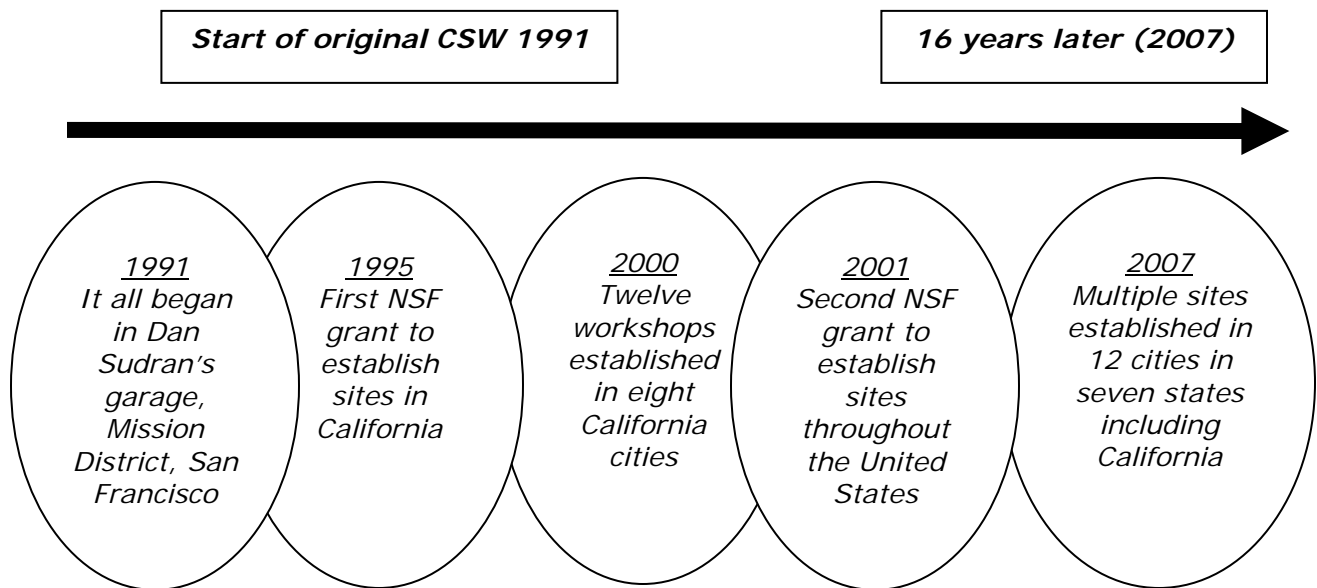 Start of original CSW 1991
16 years later (2007)
1991
It all began
in Dan
Sudran's
garage,
Mission
District, San
Francisco
1995
First NSF
grant to
establish
sites in
California
2000
Twelve
workshops
established
in eight
California
cities
2001
Second NSF
grant to
establish
sites
throughout
the United
States
2007
Multiple sites
established in
12 cities in
seven states
including
California